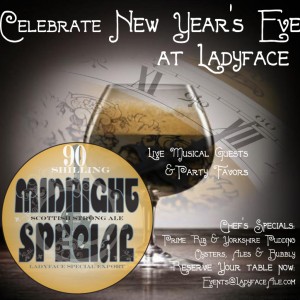 Celebrate New Year's Eve
at Ladyface
Live Musical Guests
& Party Favors
90
SHILLING
MIDNIGHT
SCOTTISH STRONG ALE
SPECIAL
LADYFACE SPECIAL EXPORT
Chef's Specials:
Prime Rib & Yorkshire Pudding
Oysters, Ales & Bubbly
Reserve Your table now.
Events@LadyfaceAle.com